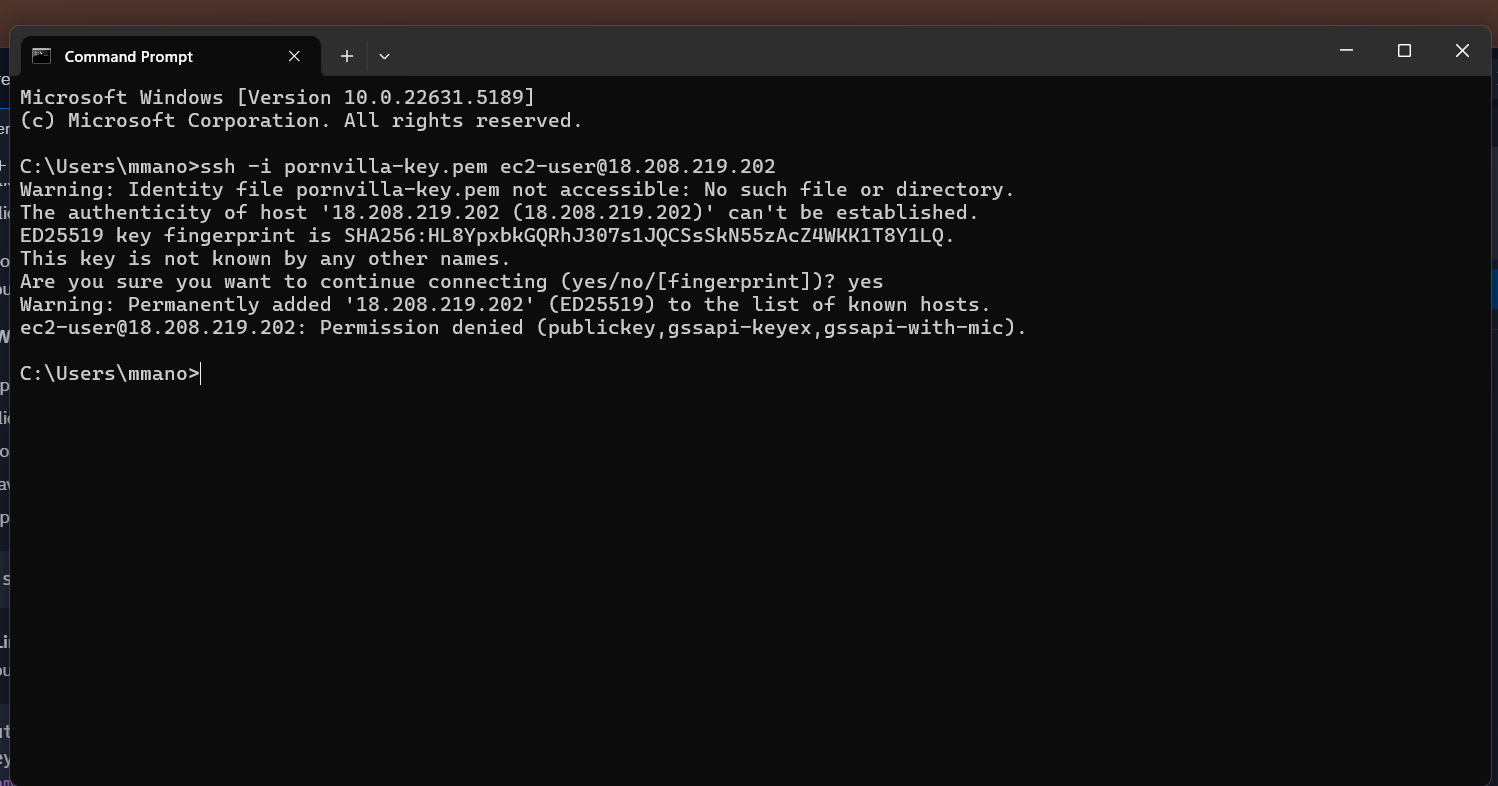 Command Prompt
Microsoft Windows [Version 10.0.22631.5189]
(c) Microsoft Corporation. All rights reserved.
C:\Users\mmano>ssh -i pornvilla-key.pem ec2-user@18.208.219.202
Warning: Identity file pornvilla-key.pem not accessible: No such file or directory.
The authenticity of host '18.208.219.202 (18.208.219.202)' can't be established.
ED25519 key fingerprint is SHA256:HL8YpxbkGQRhJ307s1JQCSsSkN55zAcZ4WKK1T8Y1LQ.
This key is not known by any other names.
Are you sure you want to continue connecting (yes/no/[fingerprint])? yes
Warning: Permanently added '18.208.219.202' (ED25519) to the list of known hosts.
ec2-user@18.208.219.202: Permission denied (publickey,gssapi-keyex,gssapi-with-mic).
C:\Users\mmano>